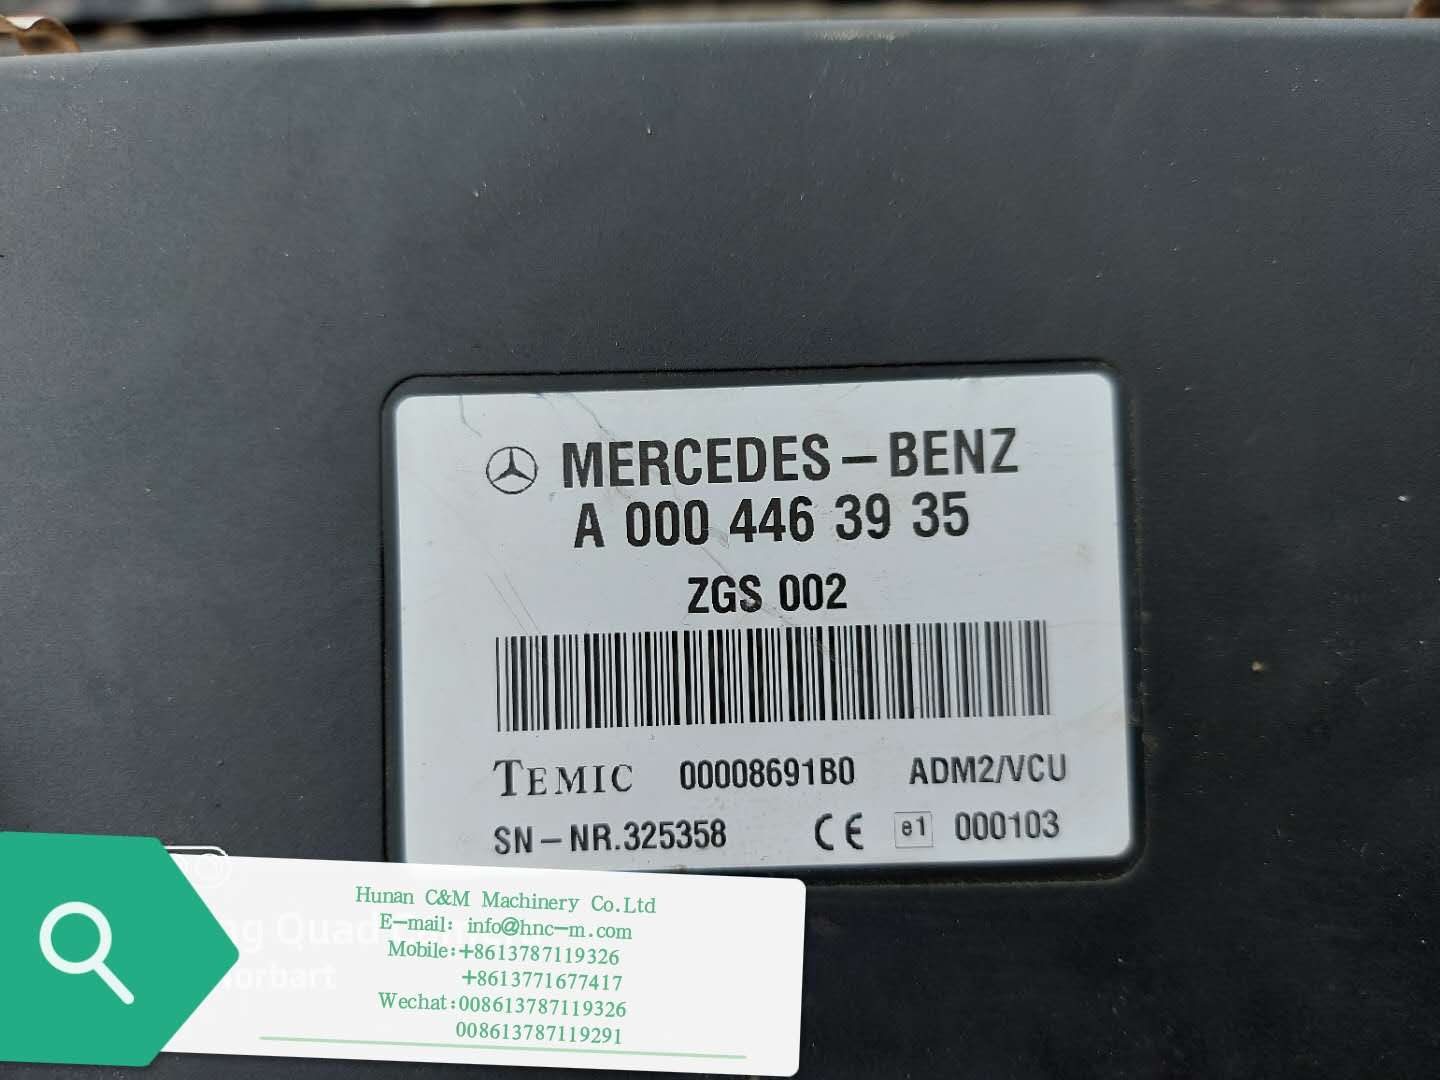 MERCEDES-BENZ
A 000 446 39 35
ZGS 002
TEMIC 00008691B0 ADM2/VCU
SN-NR.325358 CE e1 000103
Hunan C&M Machinery Co.Ltd
E-mail: info@hnc-m.com
Mobile:+8613787119326
+8613771677417
Wechat:008613787119326
008613787119291